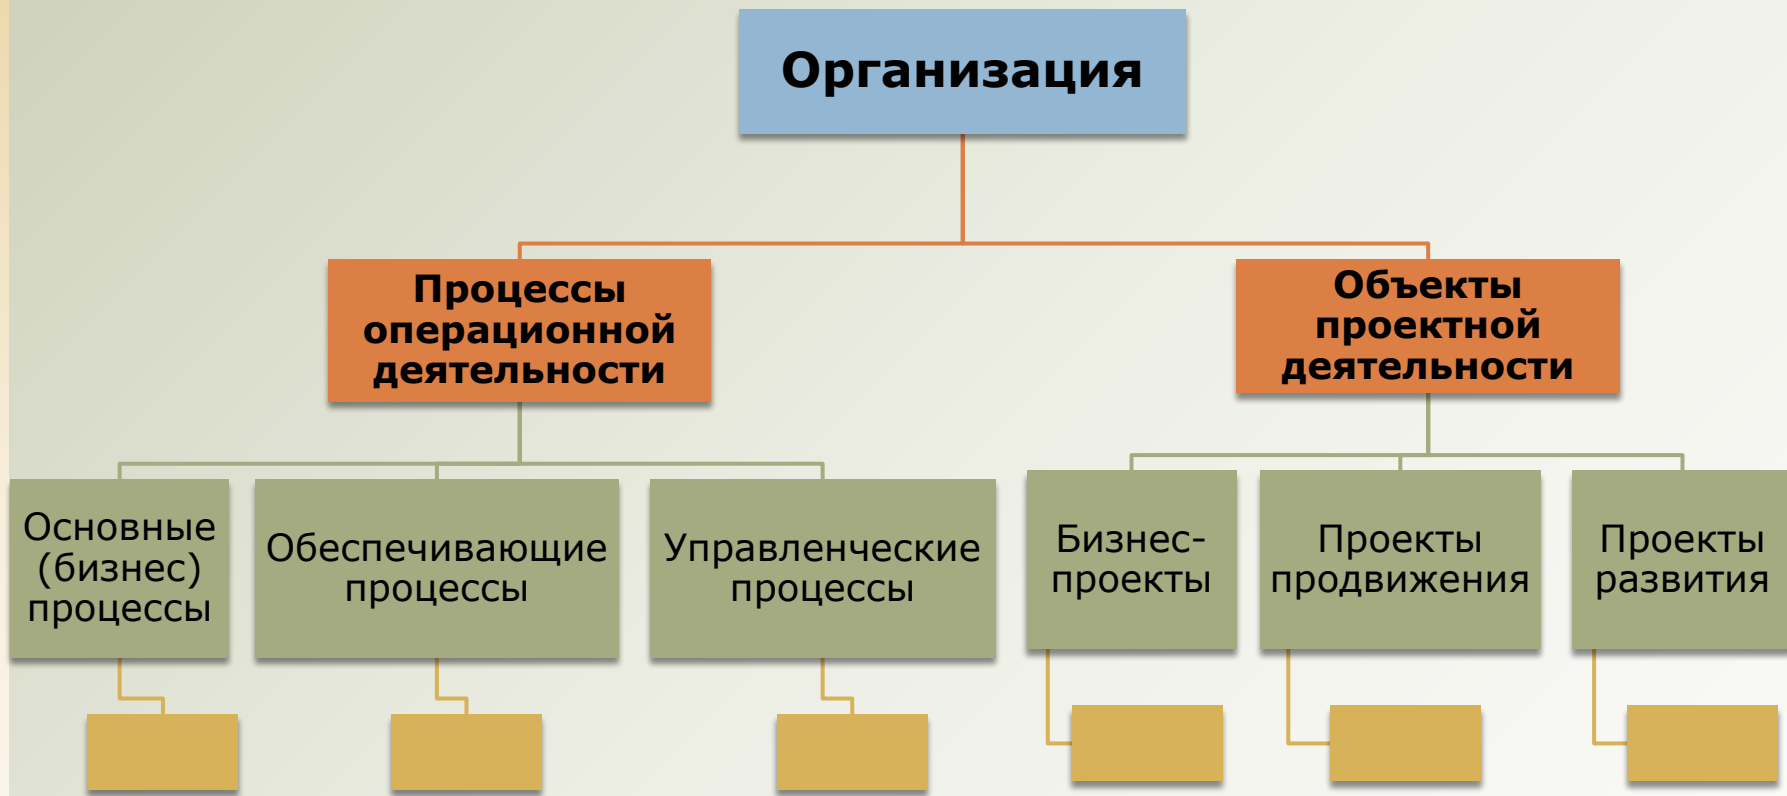 Организация
Процессы
операционной
деятельности
Объекты
проектной
деятельности
Основные
(бизнес)
процессы
Обеспечивающие
процессы
Управленческие
процессы
Бизнес-
проекты
Проекты
продвижения
Проекты
развития